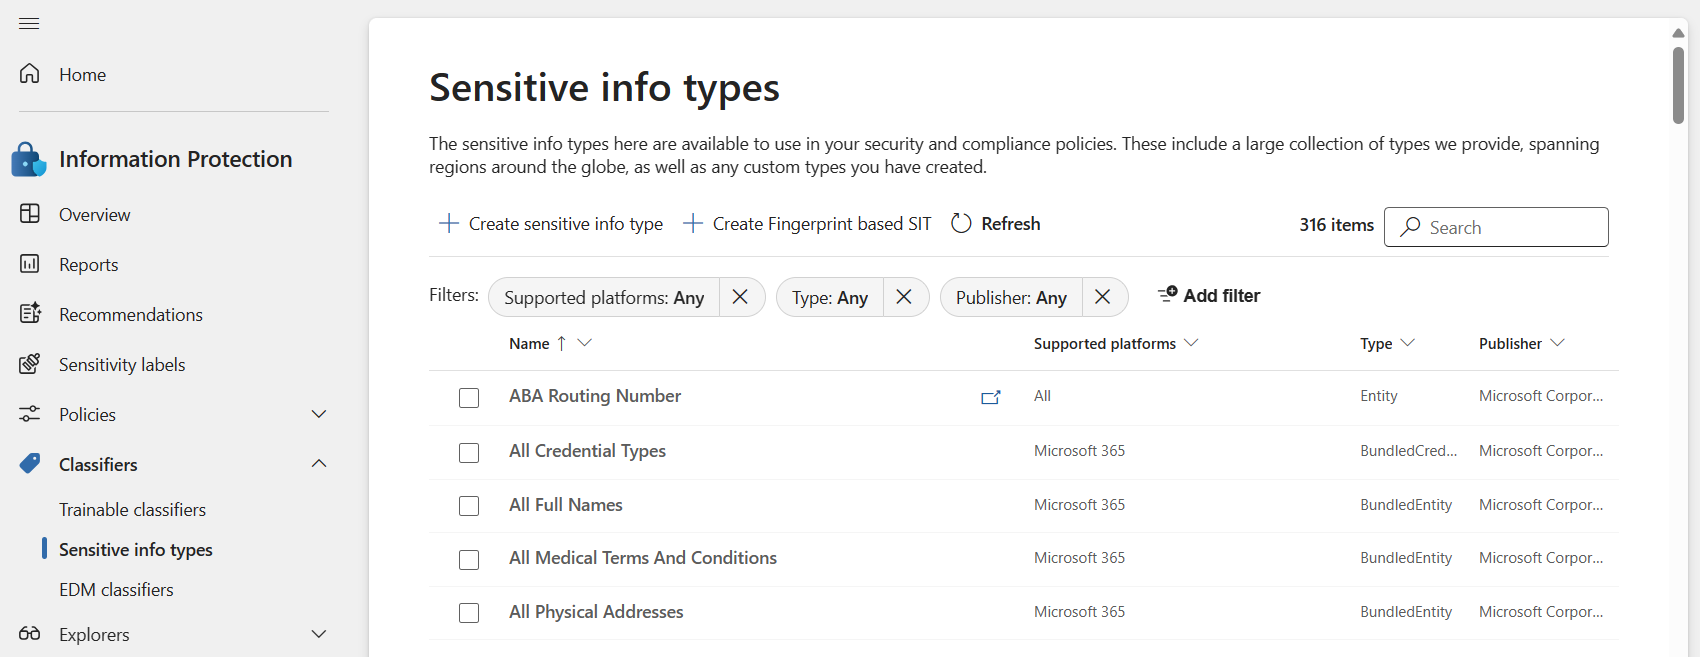 Home
Information Protection
Overview
Reports
Recommendations
Sensitivity labels
Policies
Classifiers
Trainable classifiers
Sensitive info types
EDM classifiers
Explorers
Sensitive info types
The sensitive info types here are available to use in your security and compliance policies. These include a large collection of types we provide, spanning
regions around the globe, as well as any custom types you have created.
Create sensitive info type Create Fingerprint based SIT Refresh 316 items Search
Filters: Supported platforms: Any Type: Any Publisher: Any Add filter
Name Supported platforms Type Publisher
ABA Routing Number All Entity Microsoft Corpor...
All Credential Types Microsoft 365 BundledCred... Microsoft Corpor...
All Full Names Microsoft 365 BundledEntity Microsoft Corpor...
All Medical Terms And Conditions Microsoft 365 BundledEntity Microsoft Corpor...
All Physical Addresses Microsoft 365 BundledEntity Microsoft Corpor...